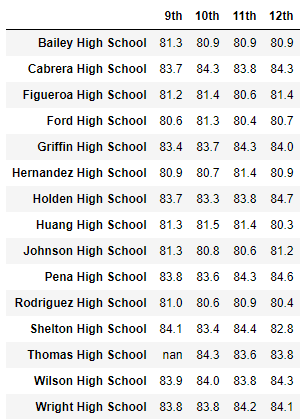 9th 10th 11th 12th
Bailey High School 81.3 80.9 80.9 80.9
Cabrera High School 83.7 84.3 83.8 84.3
Figueroa High School 81.2 81.4 80.6 81.4
Ford High School 80.6 81.3 80.4 80.7
Griffin High School 83.4 83.7 84.3 84.0
Hernandez High School 80.9 80.7 81.4 80.9
Holden High School 83.7 83.3 83.8 84.7
Huang High School 81.3 81.5 81.4 80.3
Johnson High School 81.3 80.8 80.6 81.2
Pena High School 83.8 83.6 84.3 84.6
Rodriguez High School 81.0 80.6 80.9 80.4
Shelton High School 84.1 83.4 84.4 82.8
Thomas High School nan 84.3 83.6 83.8
Wilson High School 83.9 84.0 83.8 84.3
Wright High School 83.8 83.8 84.2 84.1